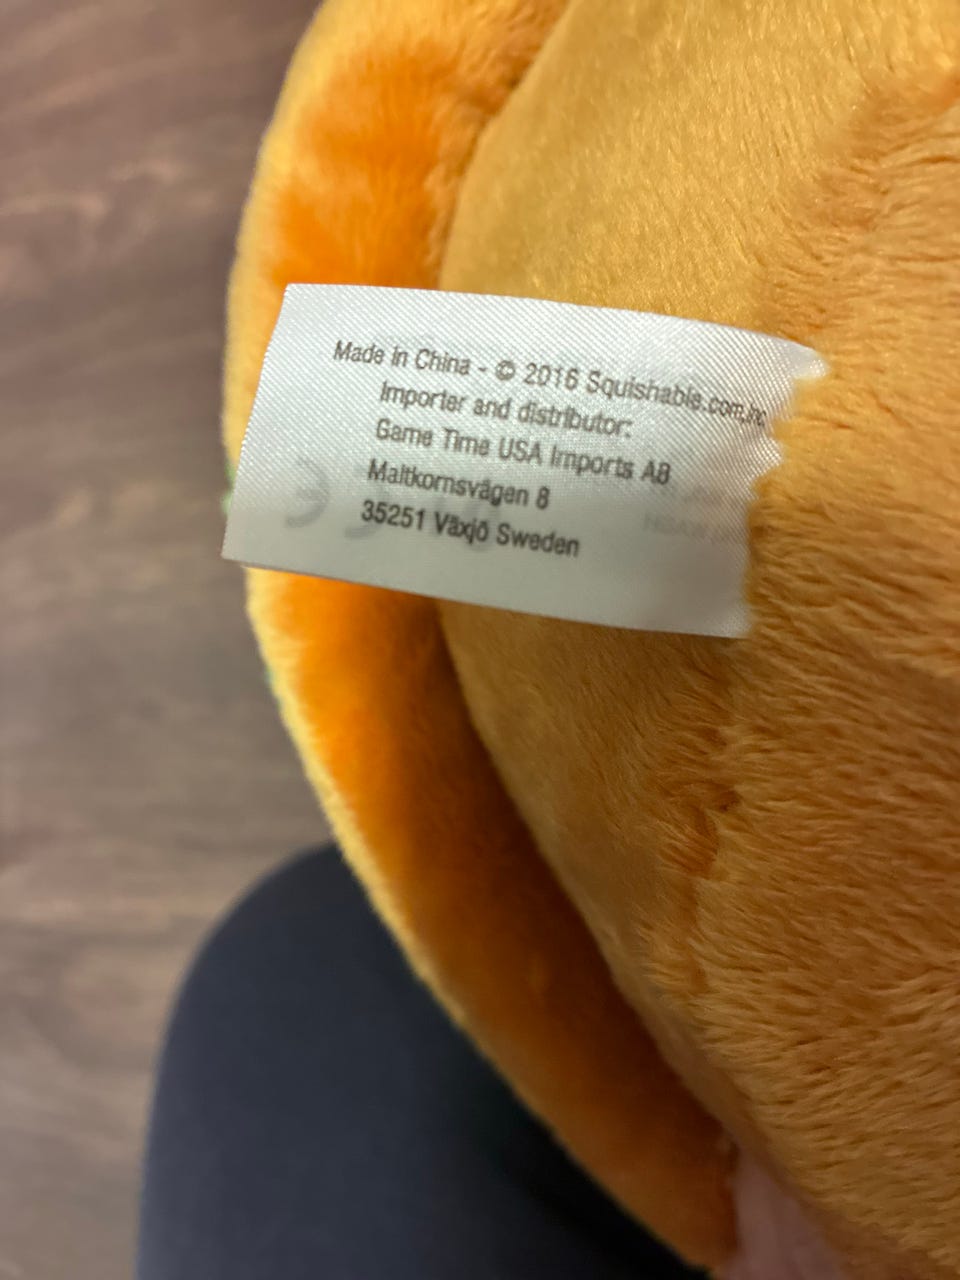 Made in China - © 2016 Squishable.com,Inc.
Importer and distributor:
Game Time USA Imports AB
Maltkornsvägen 8
35251 Växjö Sweden